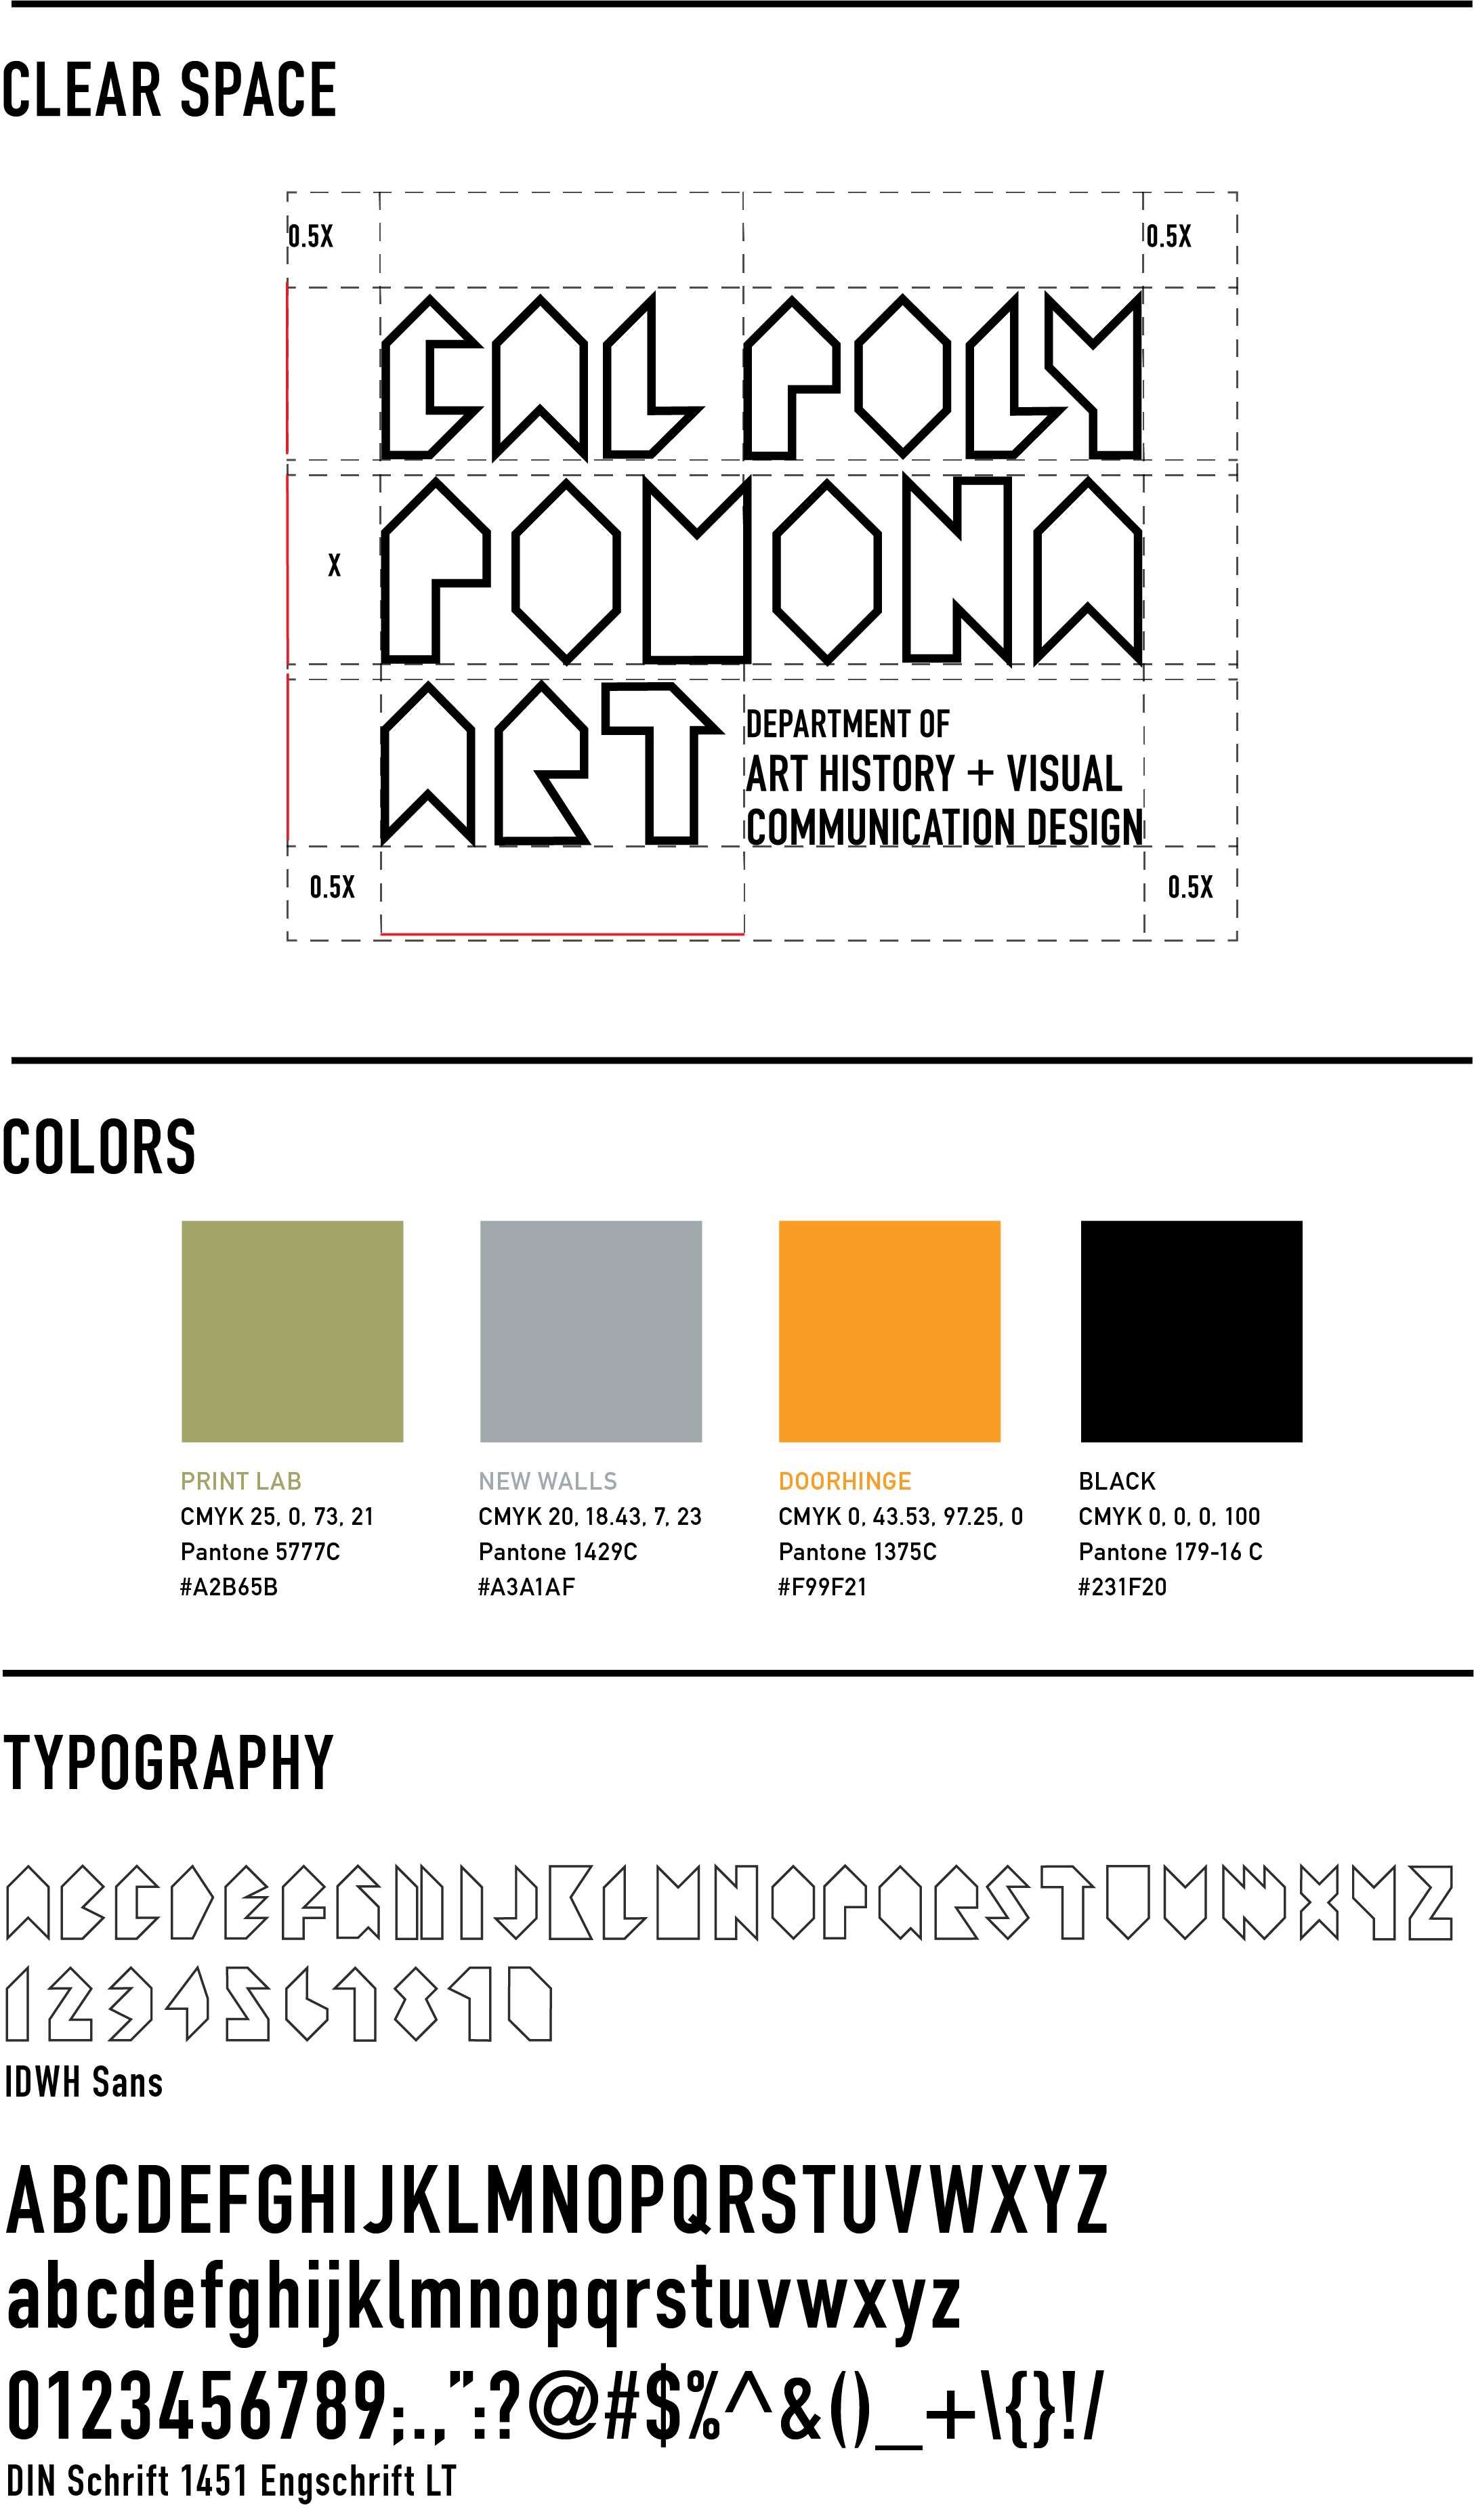 CLEAR SPACE
0.5X 0.5X
CAL POLY
X
POMONA
ART
DEPARTMENT OF
ART HISTORY + VISUAL
COMMUNICATION DESIGN
0.5X 0.5X
COLORS
PRINT LAB
CMYK 25, 0, 73, 21
Pantone 5777C
#A2B65B
NEW WALLS
CMYK 20, 18.43, 7, 23
Pantone 1429C
#A3A1AF
DOORHINGE
CMYK 0, 43.53, 97.25, 0
Pantone 1375C
#F99F21
BLACK
CMYK 0, 0, 0, 100
Pantone 179-16 C
#231F20
TYPOGRAPHY
ABCDEFGHIJKLMNOPQRSTUVWXYZ
1234567890
IDWH Sans
ABCDEFGHIJKLMNOPQRSTUVWXYZ
abcdefghijklmnopqrstuvwxyz
0123456789;.,”:?@#$%^&()_+\{}!/
DIN Schrift 1451 Engschrift LT